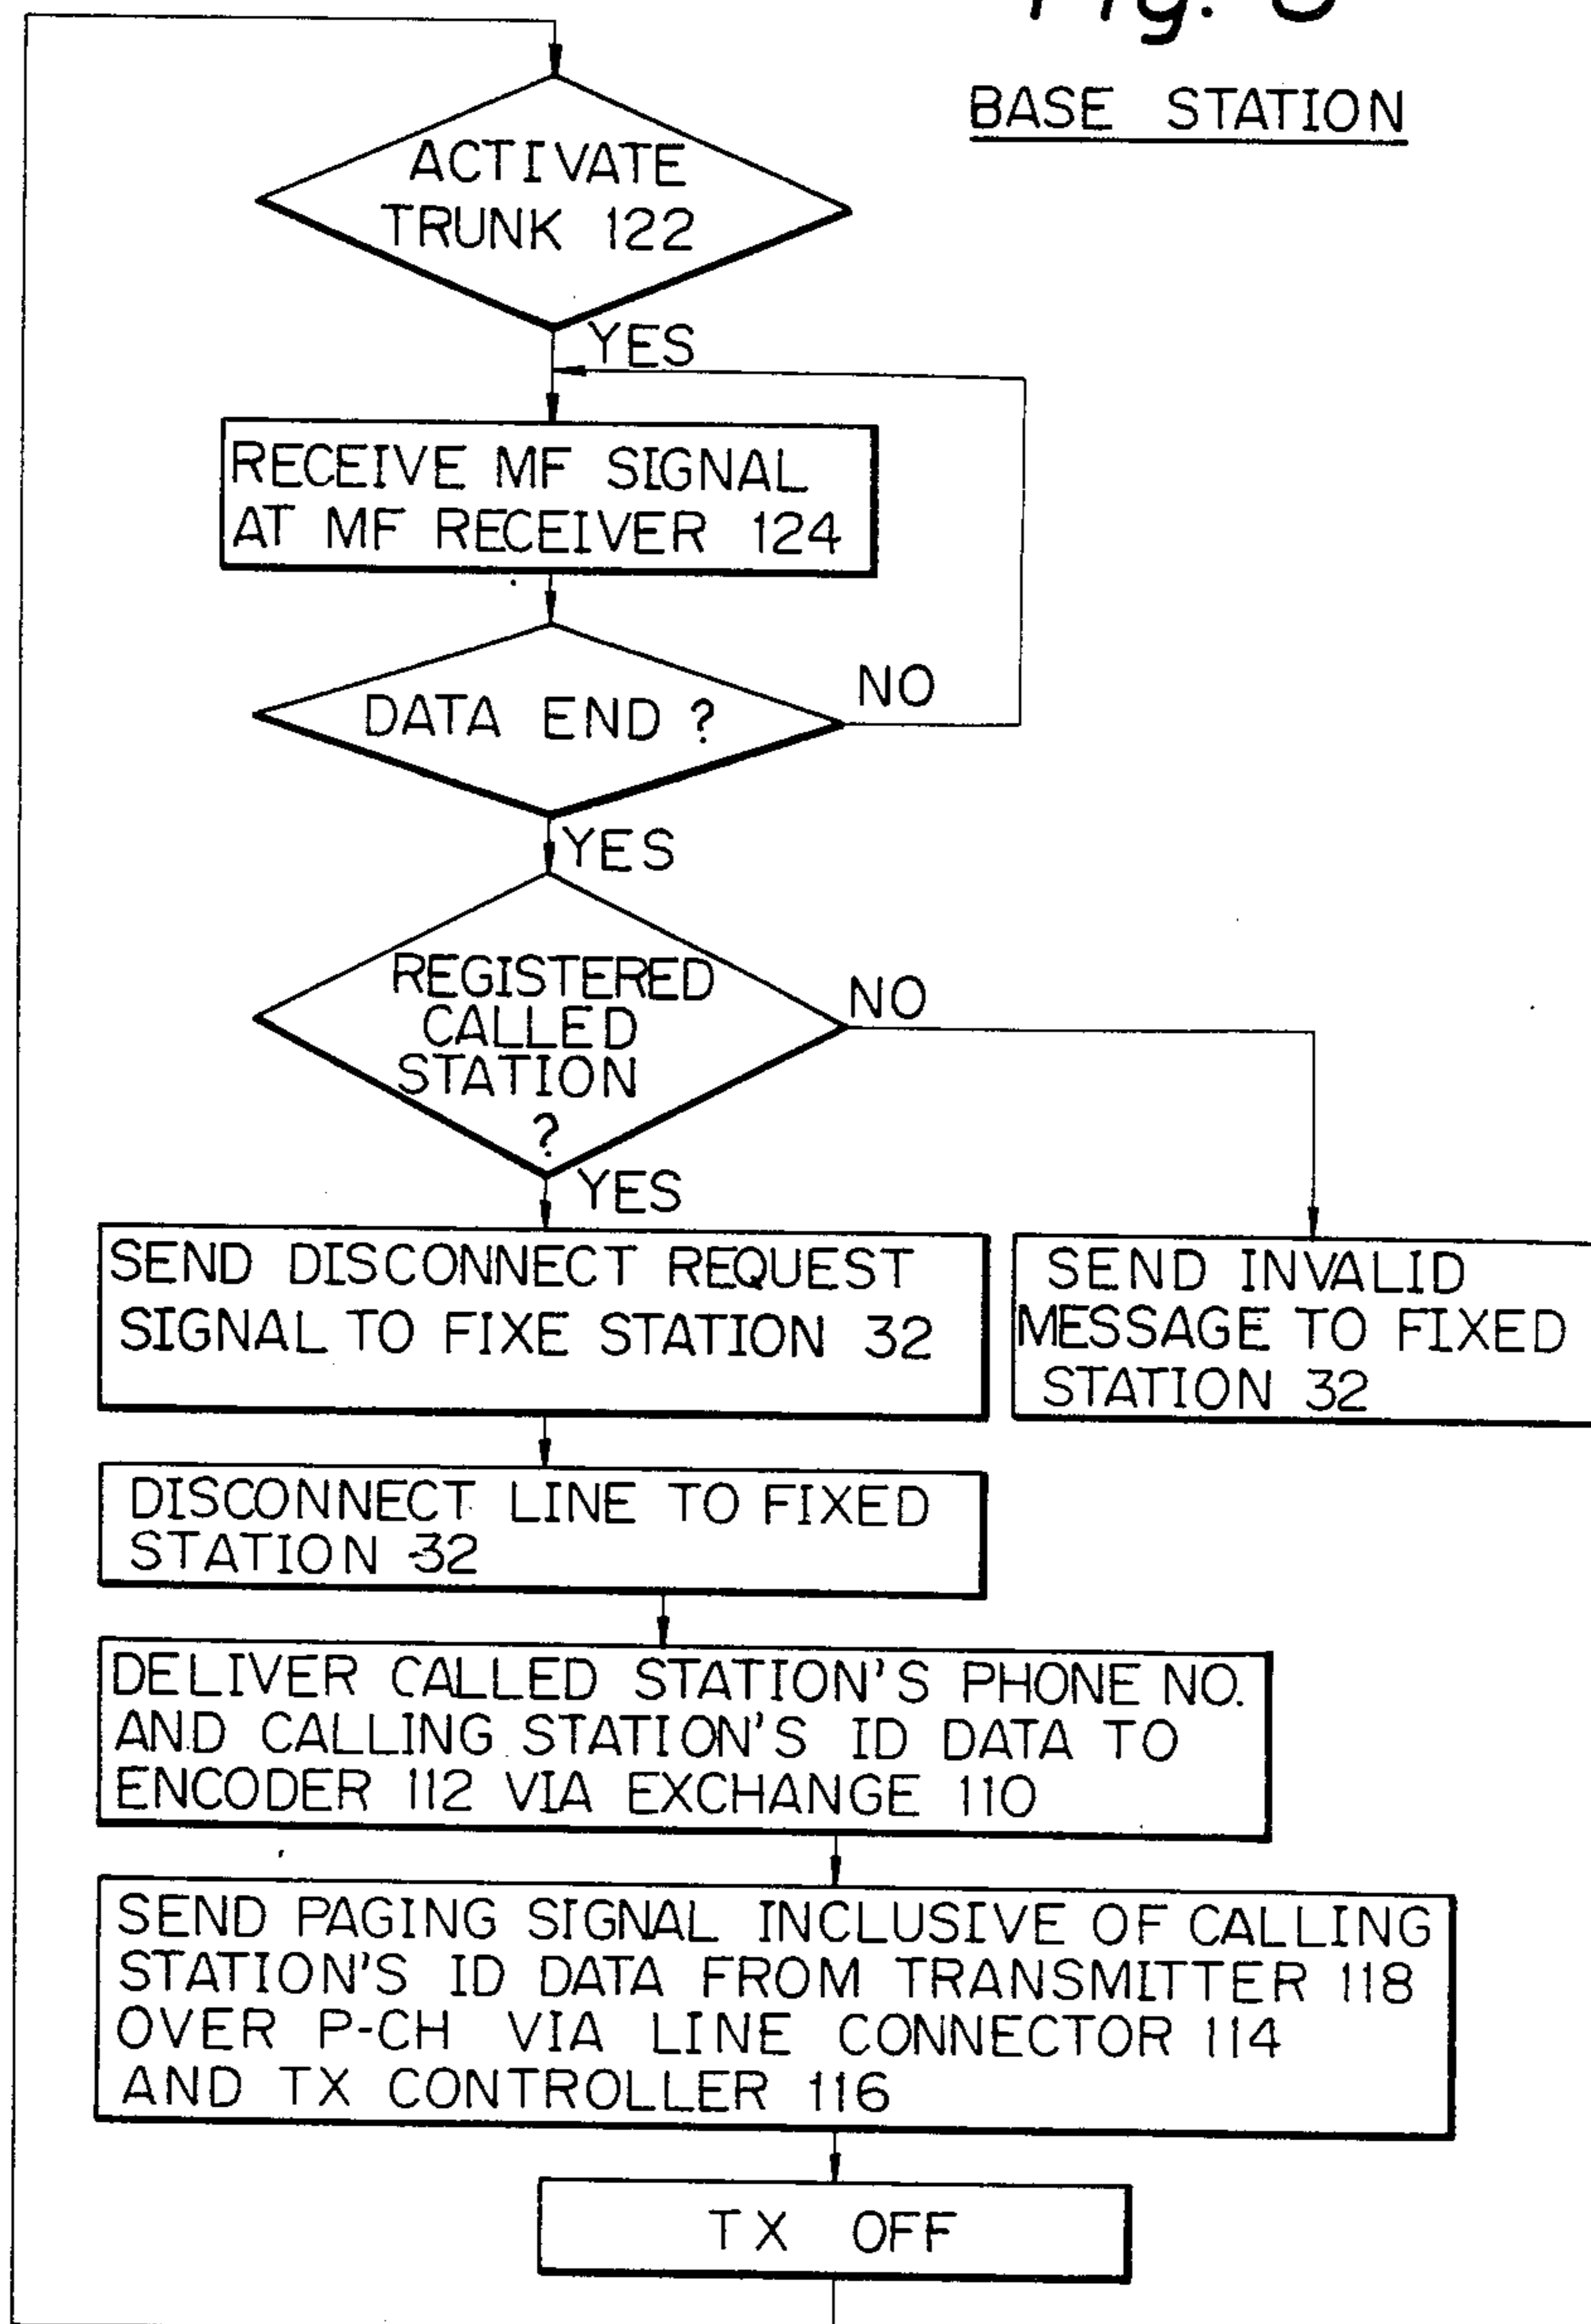 BASE STATION
ACTIVATE
TRUNK 122
YES
RECEIVE MF SIGNAL
AT MF RECEIVER 124
DATA END ?
NO
YES
REGISTERED
CALLED
STATION
?
NO
YES
SEND DISCONNECT REQUEST
SIGNAL TO FIXE STATION 32
SEND INVALID
MESSAGE TO FIXED
STATION 32
DISCONNECT LINE TO FIXED
STATION 32
DELIVER CALLED STATION'S PHONE NO.
AND CALLING STATION'S ID DATA TO
ENCODER 112 VIA EXCHANGE 110
SEND PAGING SIGNAL INCLUSIVE OF CALLING
STATION'S ID DATA FROM TRANSMITTER 118
OVER P-CH VIA LINE CONNECTOR 114
AND TX CONTROLLER 116
TX OFF